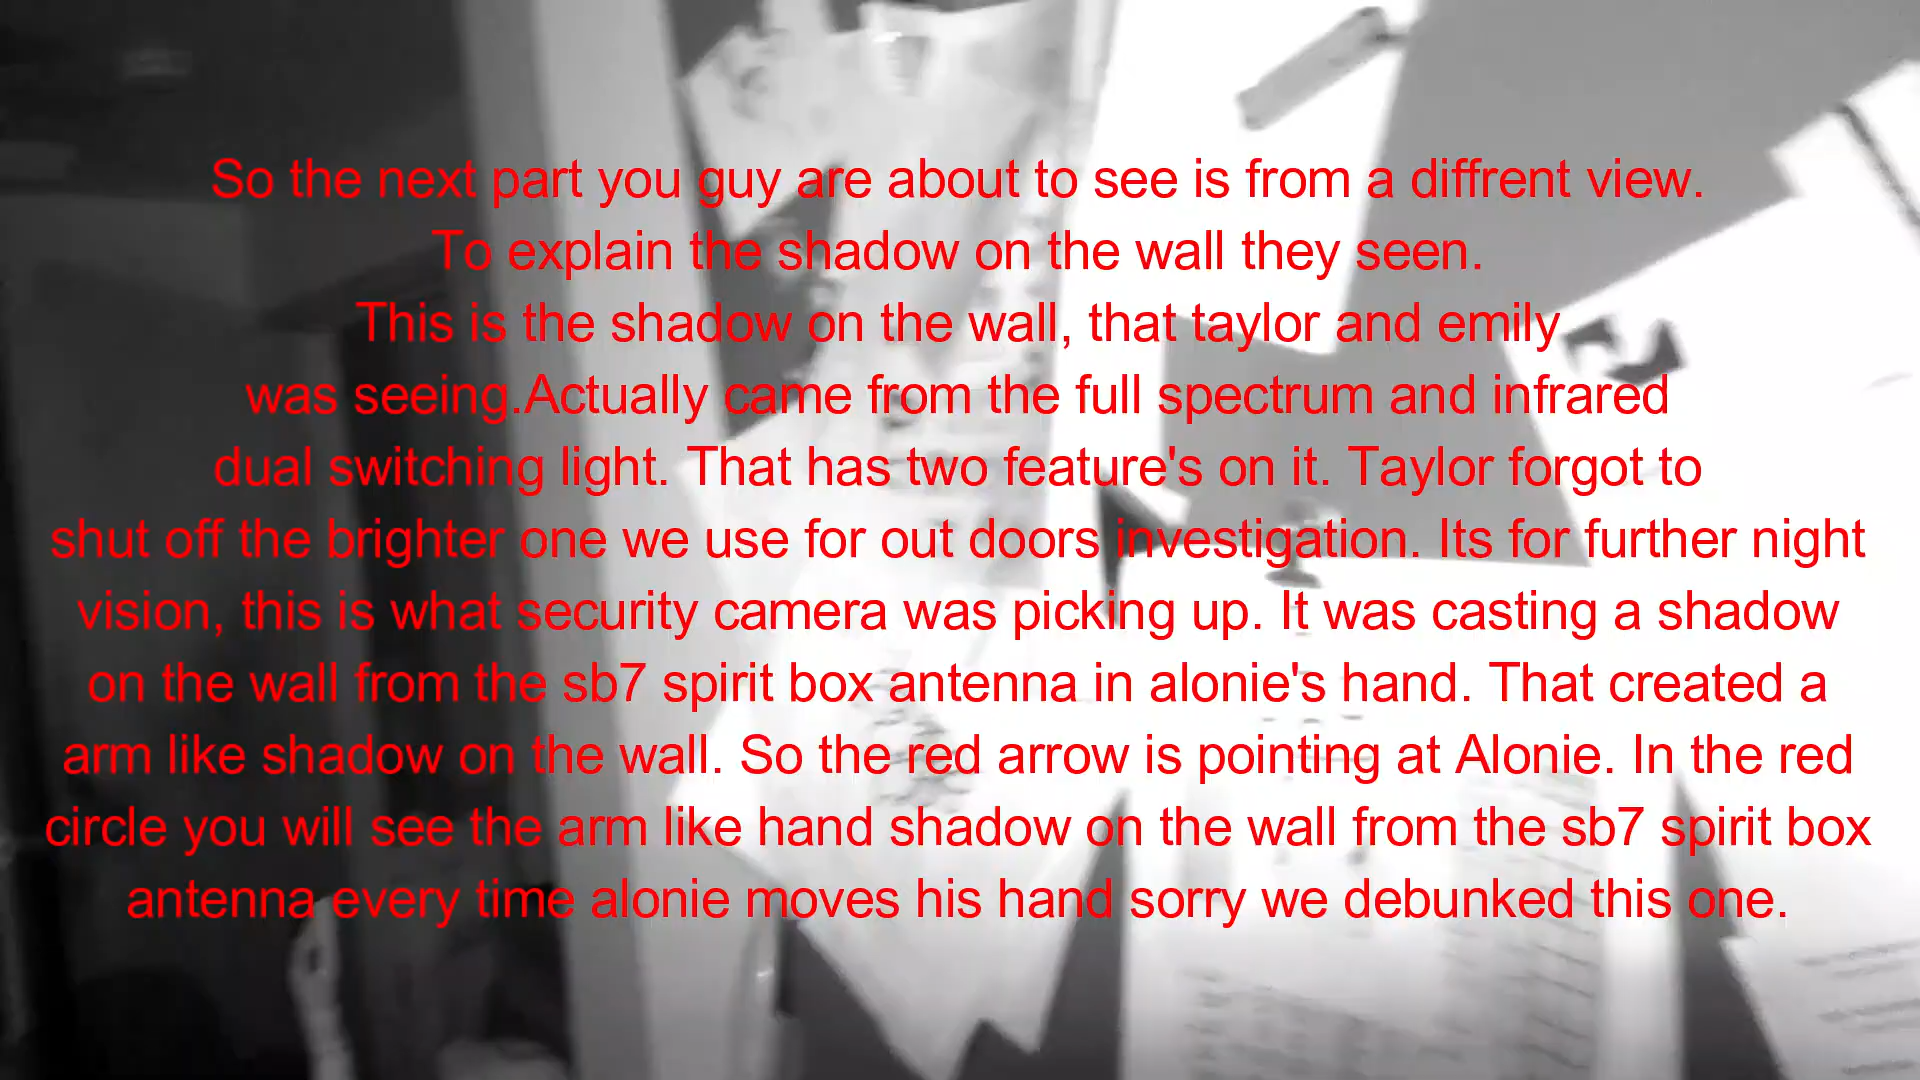 So the next part you guy are about to see is from a diffrent view.
To explain the shadow on the wall they seen.
This is the shadow on the wall, that taylor and emily
was seeing.Actually came from the full spectrum and infrared
dual switching light. That has two feature's on it. Taylor forgot to
shut off the brighter one we use for out doors investigation. Its for further night
vision, this is what security camera was picking up. It was casting a shadow
on the wall from the sb7 spirit box antenna in alonie's hand. That created a
arm like shadow on the wall. So the red arrow is pointing at Alonie. In the red
circle you will see the arm like hand shadow on the wall from the sb7 spirit box
antenna every time alonie moves his hand sorry we debunked this one.